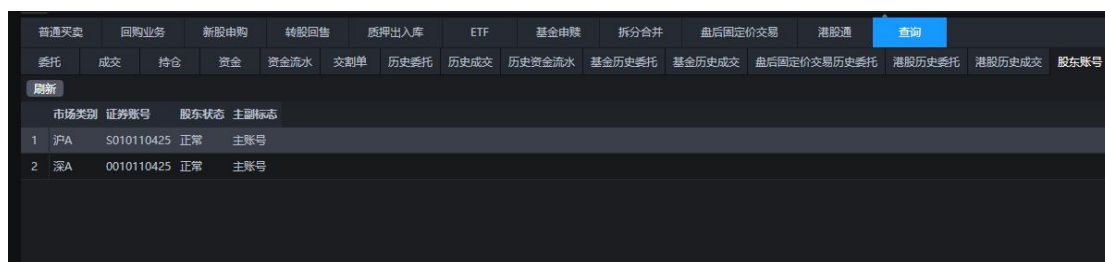 普通买卖 回购业务 新股申购 转股回售 质押出入库 ETF 基金申赎 拆分合并 盘后固定价交易 港股通 查询
委托 成交 持仓 资金 资金流水 交割单 历史委托 历史成交 历史资金流水 基金历史委托 基金历史成交 盘后固定价交易历史委托 港股历史委托 港股历史成交 股东账号
刷新
市场类别 证券账号 股东状态 主副标志
1 沪A S010110425 正常 主账号
2 深A 0010110425 正常 主账号